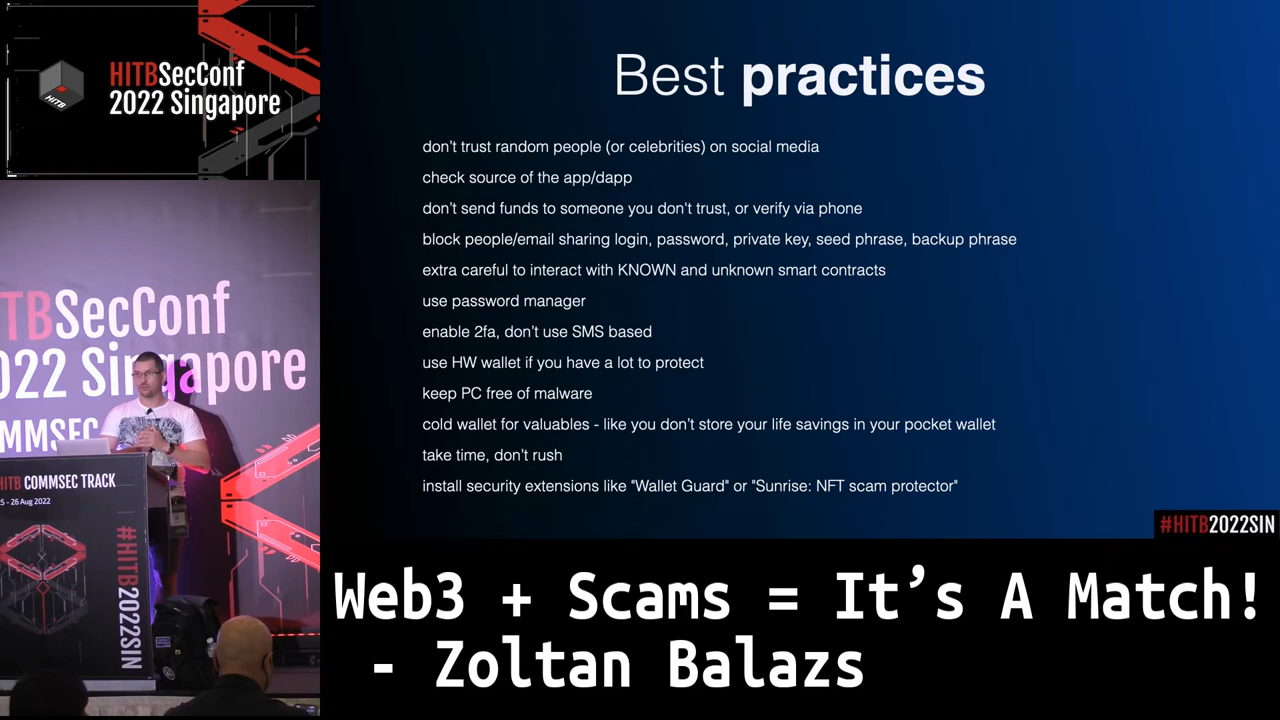 HITBSecConf
2022 Singapore
HITB
Best practices
don't trust random people (or celebrities) on social media
check source of the app/dapp
don't send funds to someone you don't trust, or verify via phone
block people/email sharing login, password, private key, seed phrase, backup phrase
extra careful to interact with KNOWN and unknown smart contracts
use password manager
enable 2fa, don't use SMS based
use HW wallet if you have a lot to protect
keep PC free of malware
cold wallet for valuables - like you don't store your life savings in your pocket wallet
take time, don't rush
install security extensions like "Wallet Guard" or "Sunrise: NFT scam protector"
#HITB2022SIN
ITBSecConf
022 Singapore
MMSEC
HITB COMMSEC TRACK
5 - 26 Aug 2022
#HITB2022SIN
Web3 + Scams = It's A Match!
- Zoltan Balazs